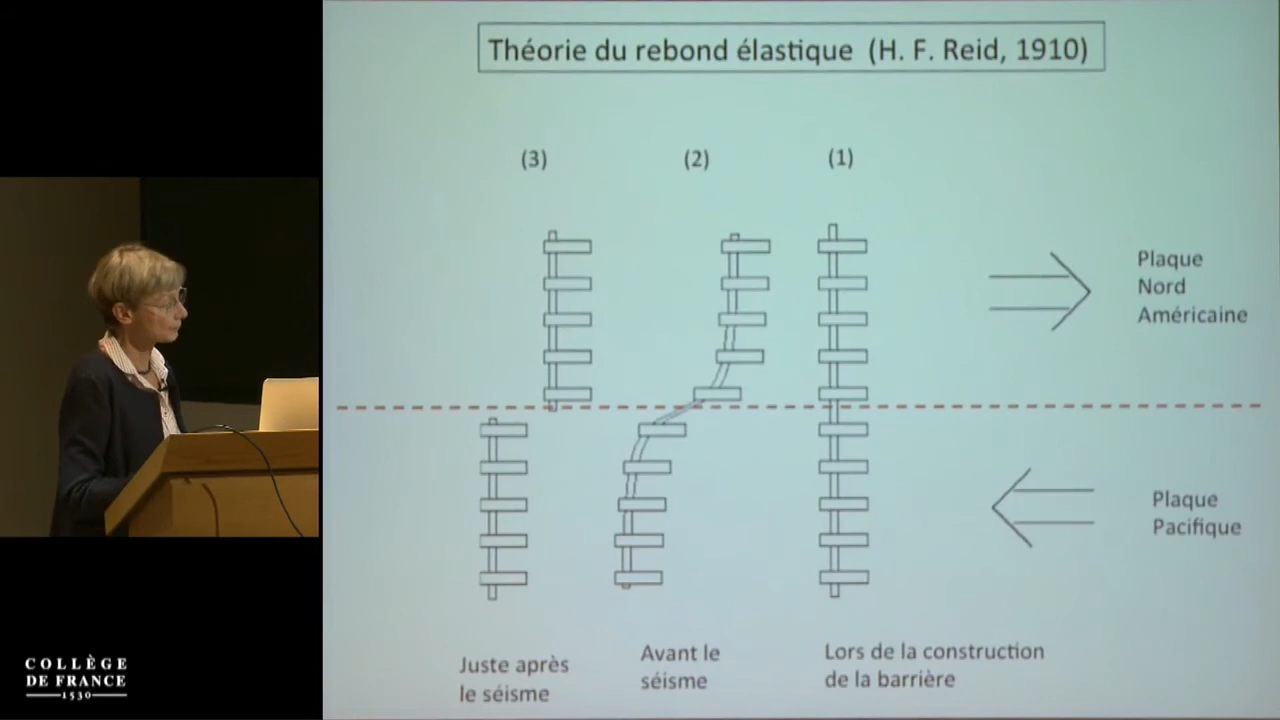 Théorie du rebond élastique (H. F. Reid, 1910)
(3)
(2)
(1)
Plaque
Nord
Américaine
Plaque
Pacifique
Juste après
le séisme
Avant le
séisme
Lors de la construction
de la barrière
COLLÈGE
DE FRANCE
1530